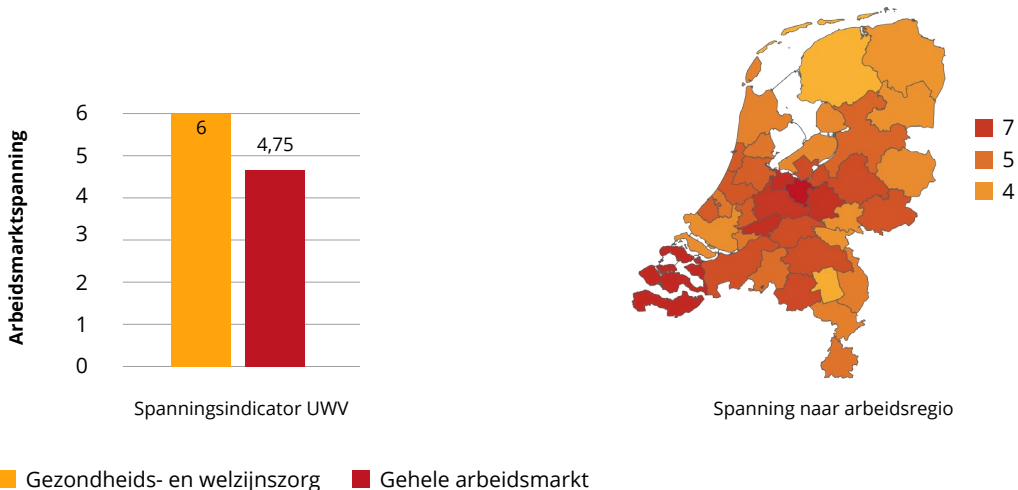 Arbeidsmarktspanning
6
5
4
3
2
1
0
6
4,75
Spanningsindicator UWV
7
5
4
Spanning naar arbeidsregio
Gezondheids- en welzijnszorg
Gehele arbeidsmarkt